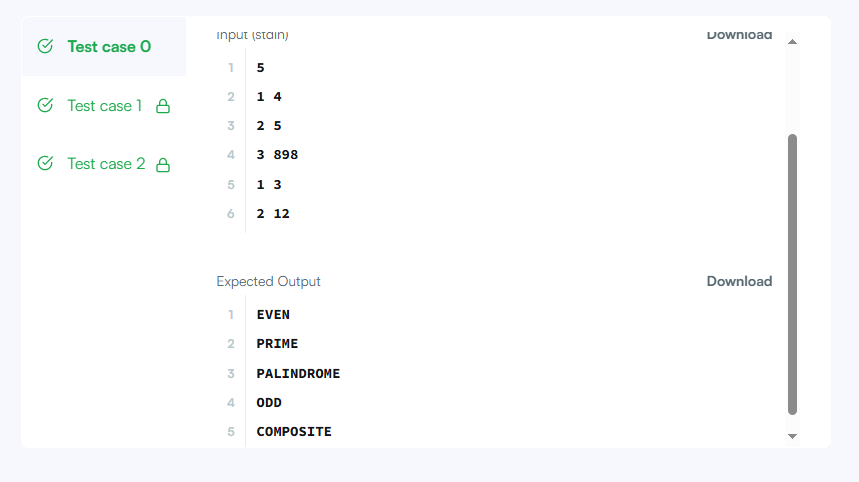 Test case 0
Test case 1
Test case 2
Input (stdin)
Download
1 5
2 1 4
3 2 5
4 3 898
5 1 3
6 2 12
Expected Output
Download
1 EVEN
2 PRIME
3 PALINDROME
4 ODD
5 COMPOSITE